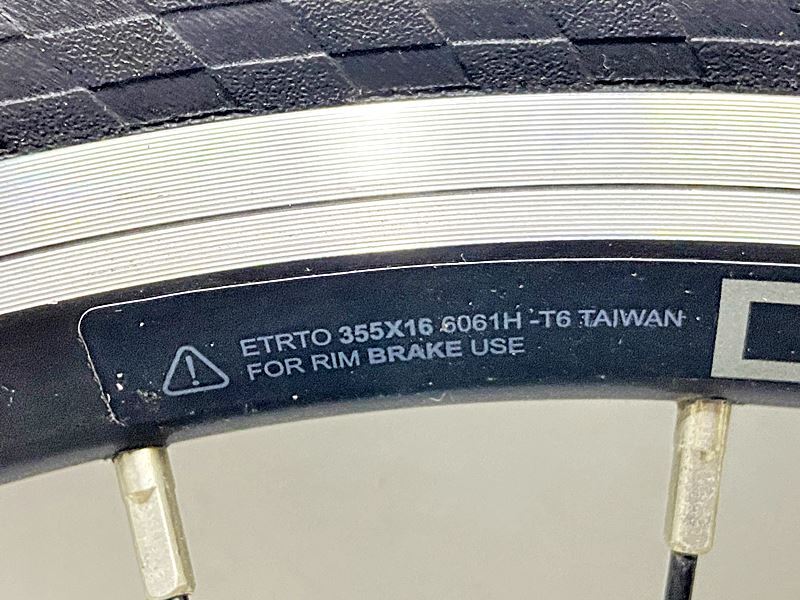 ETRTO 355X16 6061H -T6 TAIWAN
FOR RIM BRAKE USE